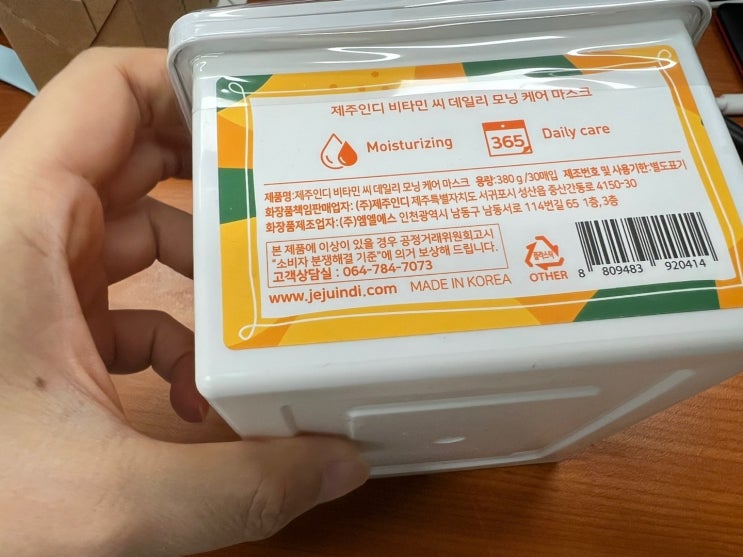 제주인디 비타민 씨 데일리 모닝 케어 마스크
Moisturizing
365
Daily care
제품명:제주인디 비타민 씨 데일리 모닝 케어 마스크 용량:380 g/30매입 제조번호 및 사용기한:별도표기
화장품책임판매업자: (주)제주인디 제주특별자치도 서귀포시 성산읍 중산간동로 4150-30
화장품제조업자: (주)엠엘에스 인천광역시 남동구 남동서로 114번길 65 1층,3층
본 제품에 이상이 있을 경우 공정거래위원회고시
"소비자 분쟁해결 기준"에 의거 보상해 드립니다.
고객상담실 : 064-784-7073
플라스틱
OTHER
8 809483 920414
www.jejuindi.com MADE IN KOREA